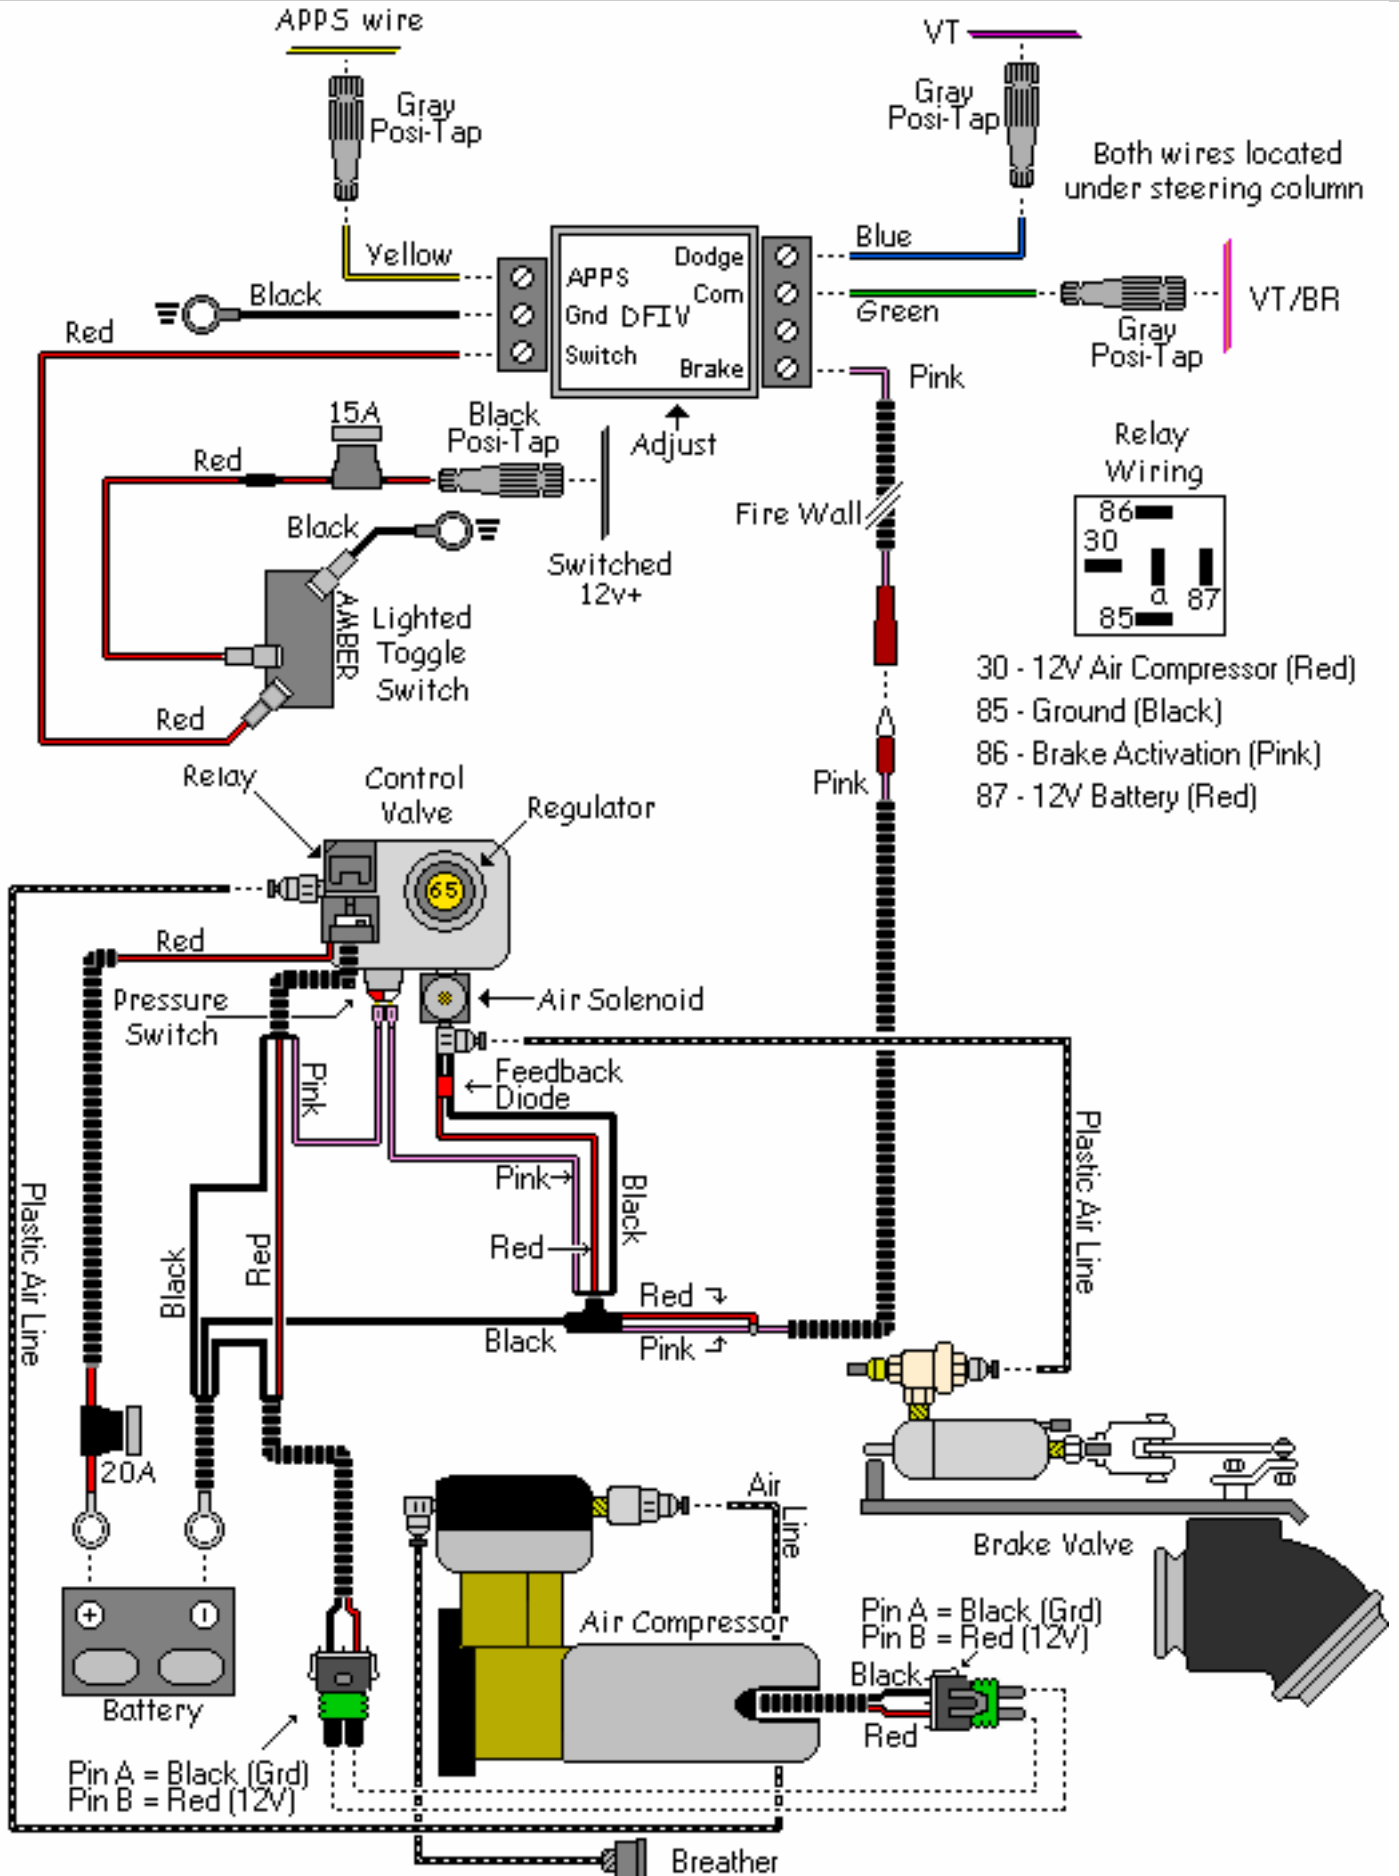 APPS wire
VT
Gray
Posi-Tap
Gray
Posi-Tap
Both wires located
under steering column
Yellow
Blue
Black
Green
VT/BR
Gray
Posi-Tap
Red
APPS
Gnd
Switch
DFIV
Dodge
Com
Brake
Pink
15A
Black
Posi-Tap
Adjust
Red
Black
Switched
12v+
Fire Wall
Relay
Wiring
86
30
a
87
85
30 - 12V Air Compressor (Red)
85 - Ground (Black)
86 - Brake Activation (Pink)
87 - 12V Battery (Red)
AMBER
Lighted
Toggle
Switch
Red
Pink
Relay
Control
Valve
Regulator
65
Red
Pressure
Switch
Air Solenoid
Pink
Feedback
Diode
Pink
Black
Red
Plastic Air Line
Plastic Air Line
Black
Red
Red
Black
Pink
20A
Air
Line
Brake Valve
+
-
Battery
Air Compressor
Pin A = Black (Grd)
Pin B = Red (12V)
Black
Red
Pin A = Black (Grd)
Pin B = Red (12V)
Breather